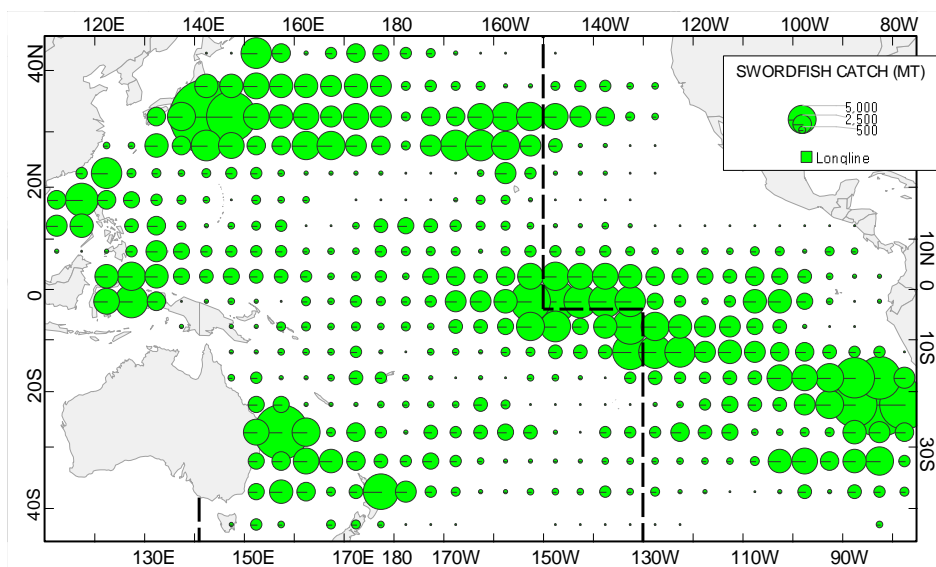 120E 140E 160E 180 160W 140W 120W 100W 80W
SWORDFISH CATCH (MT)
5,000
2,500
500
Longline
40N
20N
0
20S
40S
10N
0
10S
30S
130E 150E 170E 180 170W 150W 130W 110W 90W